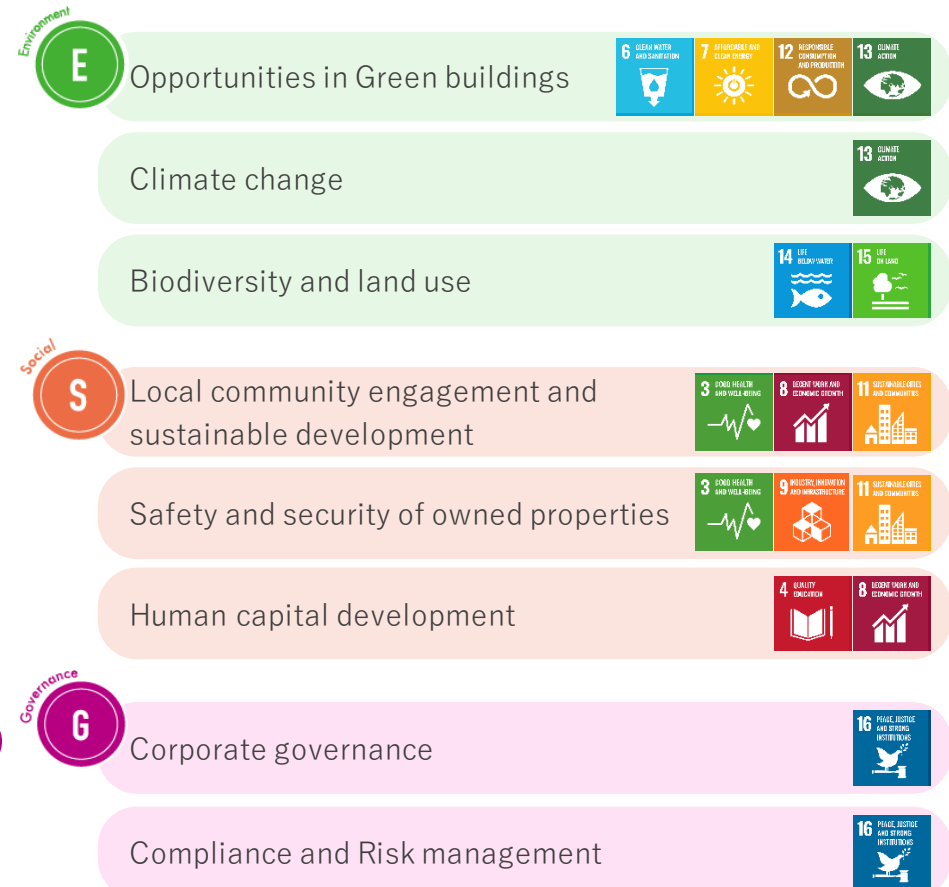 Environment
E
Opportunities in Green buildings
6 CLEAN WATER
AND SANITATION
7 AFFORDABLE AND
CLEAN ENERGY
12 RESPONSIBLE
CONSUMPTION
AND PRODUCTION
13 CLIMATE
ACTION
Climate change
13 CLIMATE
ACTION
Biodiversity and land use
14 LIFE
BELOW WATER
15 LIFE
ON LAND
Social
S
Local community engagement and
sustainable development
3 GOOD HEALTH
AND WELL-BEING
8 DECENT WORK AND
ECONOMIC GROWTH
11 SUSTAINABLE CITIES
AND COMMUNITIES
Safety and security of owned properties
3 GOOD HEALTH
AND WELL-BEING
9 INDUSTRY, INNOVATION
AND INFRASTRUCTURE
11 SUSTAINABLE CITIES
AND COMMUNITIES
Human capital development
4 QUALITY
EDUCATION
8 DECENT WORK AND
ECONOMIC GROWTH
Governance
G
Corporate governance
16 PEACE, JUSTICE
AND STRONG
INSTITUTIONS
Compliance and Risk management
16 PEACE, JUSTICE
AND STRONG
INSTITUTIONS